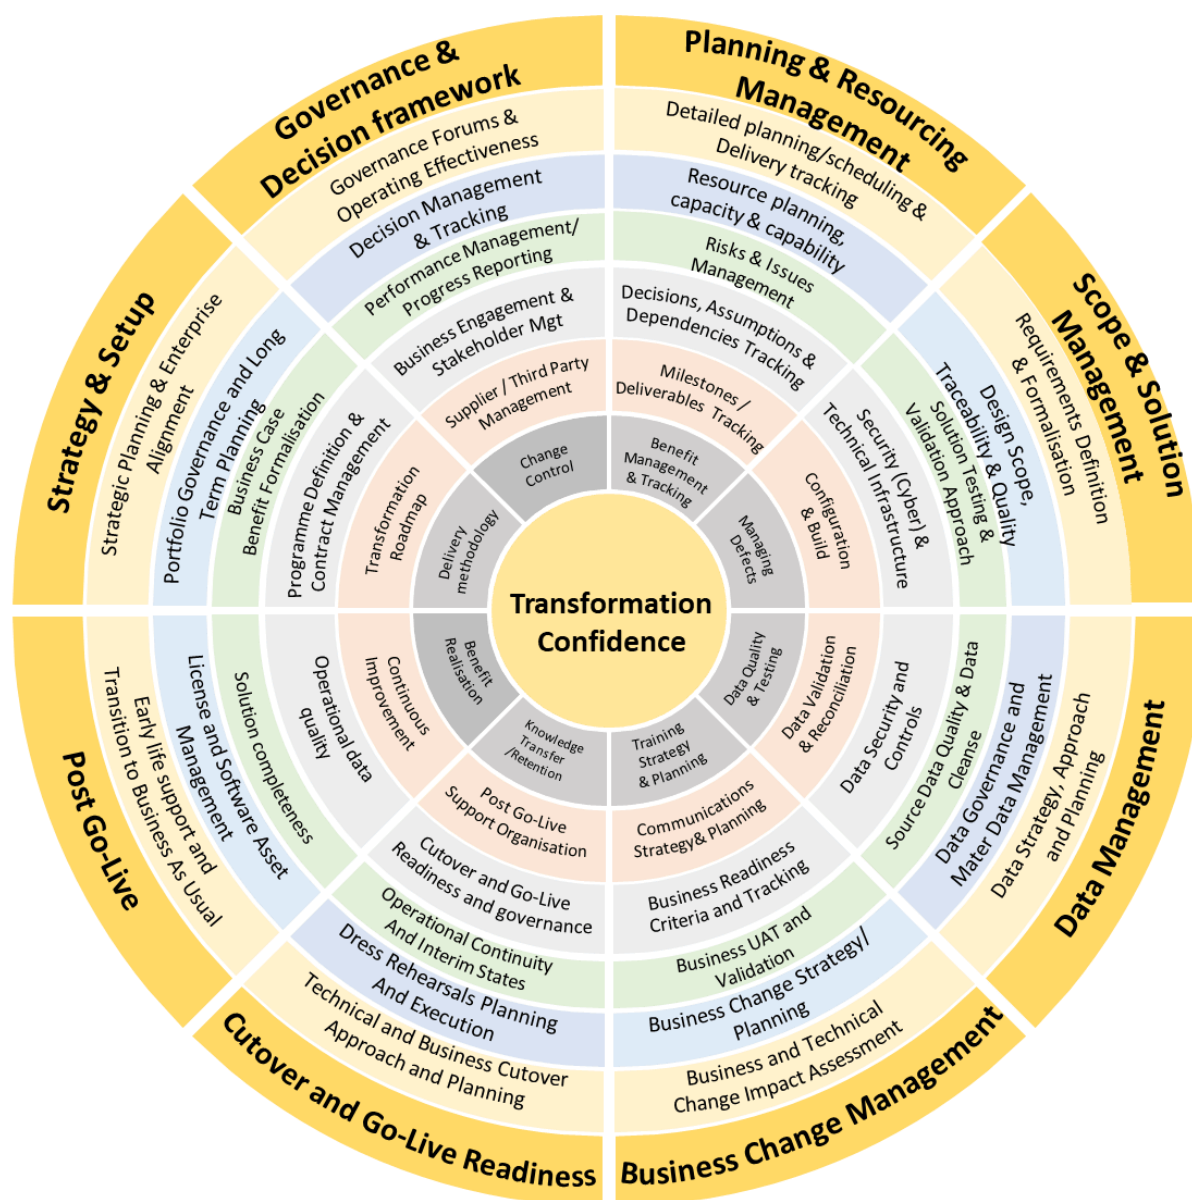 Transformation
Confidence
Governance &
Decision framework
Governance Forums &
Operating Effectiveness
Decision Management
& Tracking
Performance Management/
Progress Reporting
Business Engagement &
Stakeholder Mgt
Supplier / Third Party
Management
Change
Control
Planning & Resourcing
Management
Detailed planning/scheduling &
Delivery tracking
Resource planning,
capacity & capability
Risks & Issues
Management
Decisions, Assumptions &
Dependencies Tracking
Milestones /
Deliverables Tracking
Benefit
Management
& Tracking
Scope & Solution
Management
Requirements Definition
& Formalisation
Design Scope,
Traceability & Quality
Solution Testing &
Validation Approach
Security (Cyber) &
Technical Infrastructure
Configuration
& Build
Managing
Defects
Data Management
Data Strategy, Approach
and Planning
Data Governance and
Mater Data Management
Source Data Quality & Data
Cleanse
Data Security and
Controls
Data Validation
& Reconciliation
Data Quality
& Testing
Business Change Management
Business and Technical
Change Impact Assessment
Business Change Strategy/
Planning
Business UAT and
Validation
Business Readiness
Criteria and Tracking
Communications
Strategy& Planning
Training
Strategy
& Planning
Cutover and Go-Live Readiness
Technical and Business Cutover
Approach and Planning
Dress Rehearsals Planning
And Execution
Operational Continuity
And Interim States
Cutover and Go-Live
Readiness and governance
Post Go-Live
Support Organisation
Knowledge
Transfer
/Retention
Post Go-Live
Early life support and
Transition to Business As Usual
License and Software Asset
Management
Solution completeness
Operational data
quality
Continuous
Improvement
Benefit
Realisation
Strategy & Setup
Strategic Planning & Enterprise
Alignment
Portfolio Governance and Long
Term Planning
Business Case
Benefit Formalisation
Programme Definition &
Contract Management
Transformation
Roadmap
Delivery
methodology